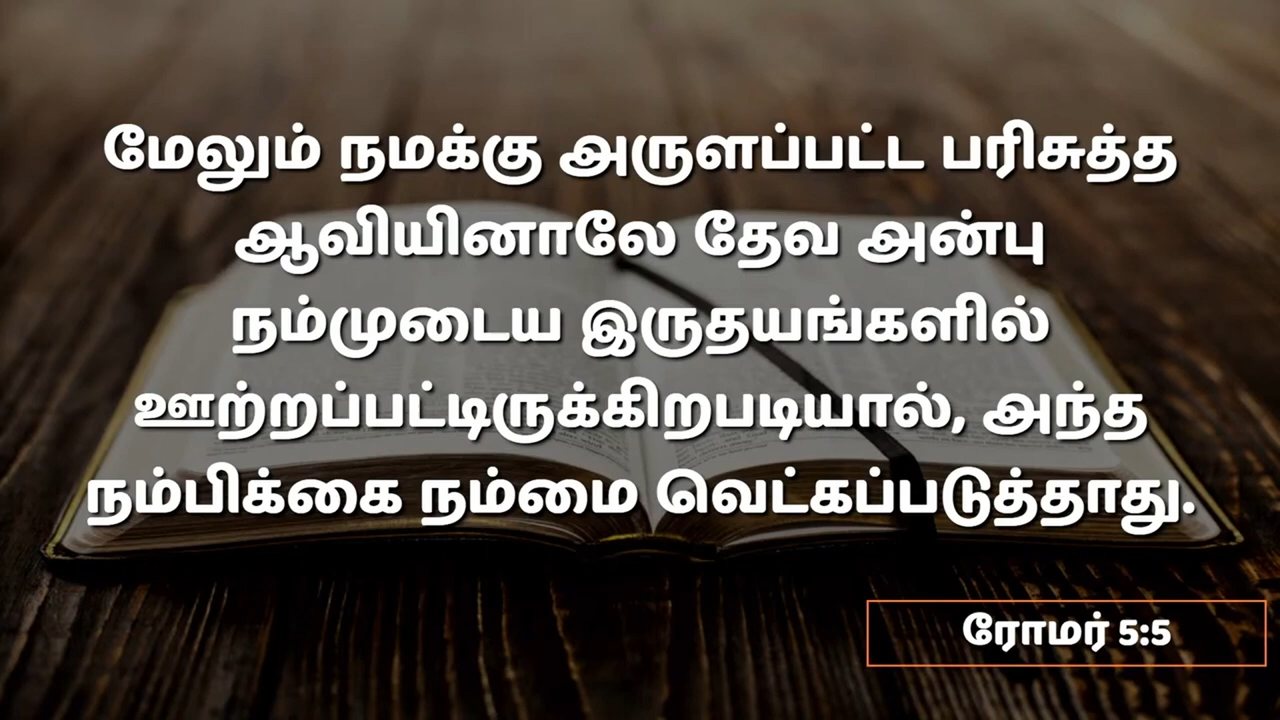 மேலும் நமக்கு அருளப்பட்ட பரிசுத்த
ஆவியினாலே தேவ அன்பு
நம்முடைய இருதயங்களில்
ஊற்றப்பட்டிருக்கிறபடியால், அந்த
நம்பிக்கை நம்மை வெட்கப்படுத்தாது.
ரோமர் 5:5